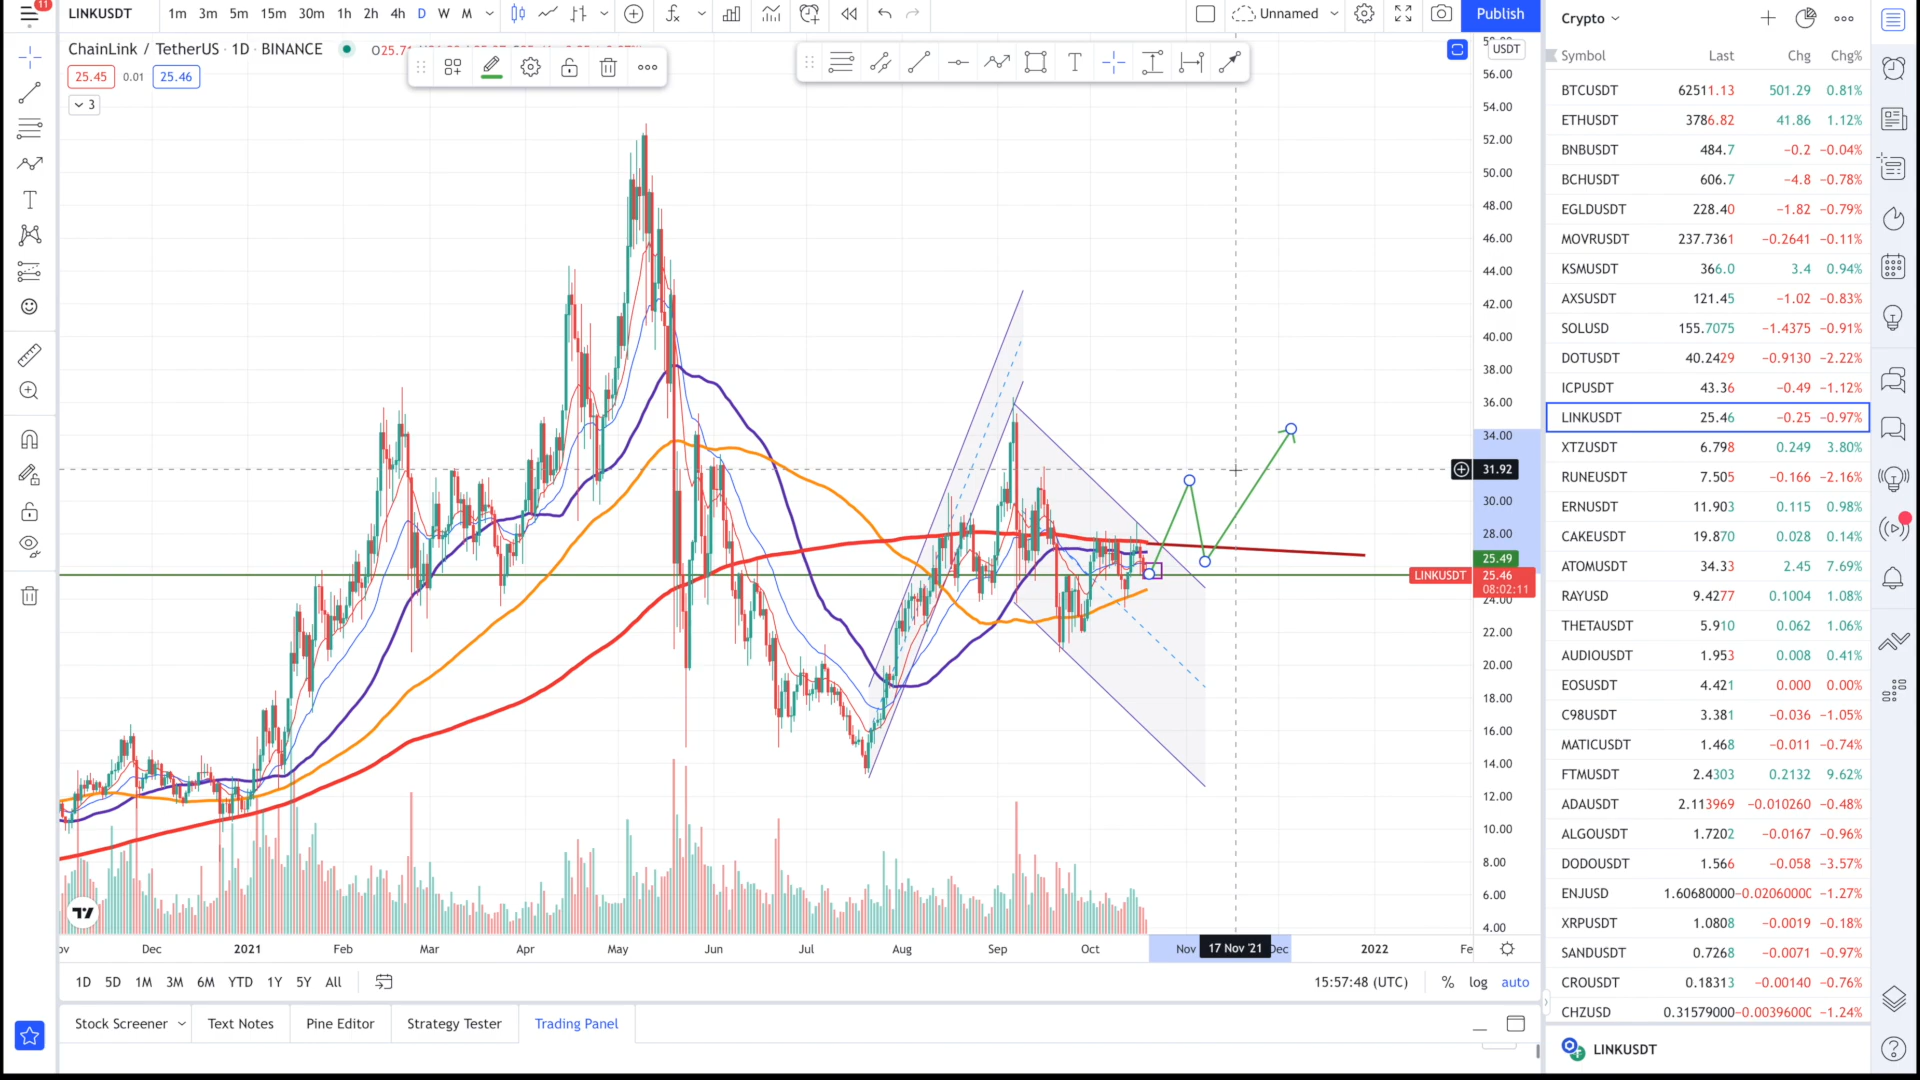 11
LINKUSDT 1m 3m 5m 15m 30m 1h 2h 4h D W M Unnamed Publish
ChainLink / TetherUS · 1D · BINANCE
25.45 0.01 25.46
3
USDT
56.00
54.00
52.00
50.00
48.00
46.00
44.00
42.00
40.00
38.00
36.00
34.00
31.92
30.00
28.00
25.49
LINKUSDT 25.46
08:02:11
24.00
22.00
20.00
18.00
16.00
14.00
12.00
10.00
8.00
6.00
4.00
Dec 2021 Feb Mar Apr May Jun Jul Aug Sep Oct Nov 17 Nov '21 Dec 2022 Fe
1D 5D 1M 3M 6M YTD 1Y 5Y All 15:57:48 (UTC) % log auto
Stock Screener Text Notes Pine Editor Strategy Tester Trading Panel
Crypto
Symbol Last Chg Chg%
BTCUSDT 62511.13 501.29 0.81%
ETHUSDT 3786.82 41.86 1.12%
BNBUSDT 484.7 −0.2 −0.04%
BCHUSDT 606.7 −4.8 −0.78%
EGLDUSDT 228.40 −1.82 −0.79%
MOVRUSDT 237.7361 −0.2641 −0.11%
KSMUSDT 366.0 3.4 0.94%
AXSUSDT 121.45 −1.02 −0.83%
SOLUSD 155.7075 −1.4375 −0.91%
DOTUSDT 40.2429 −0.9130 −2.22%
ICPUSDT 43.36 −0.49 −1.12%
LINKUSDT 25.46 −0.25 −0.97%
XTZUSDT 6.798 0.249 3.80%
RUNEUSDT 7.505 −0.166 −2.16%
ERNUSDT 11.903 0.115 0.98%
CAKEUSDT 19.870 0.028 0.14%
ATOMUSDT 34.33 2.45 7.69%
RAYUSD 9.4277 0.1004 1.08%
THETAUSDT 5.910 0.062 1.06%
AUDIOUSDT 1.953 0.008 0.41%
EOSUSDT 4.421 0.000 0.00%
C98USDT 3.381 −0.036 −1.05%
MATICUSDT 1.468 −0.011 −0.74%
FTMUSDT 2.4303 0.2132 9.62%
ADAUSDT 2.113969 −0.010260 −0.48%
ALGOUSDT 1.7202 −0.0167 −0.96%
DODOUSDT 1.566 −0.058 −3.57%
ENJUSD 1.60680000 −0.0206000C −1.27%
XRPUSDT 1.0808 −0.0019 −0.18%
SANDUSDT 0.7268 −0.0071 −0.97%
CROUSDT 0.18313 −0.00140 −0.76%
CHZUSD 0.31579000 −0.0039600C −1.24%
LINKUSDT